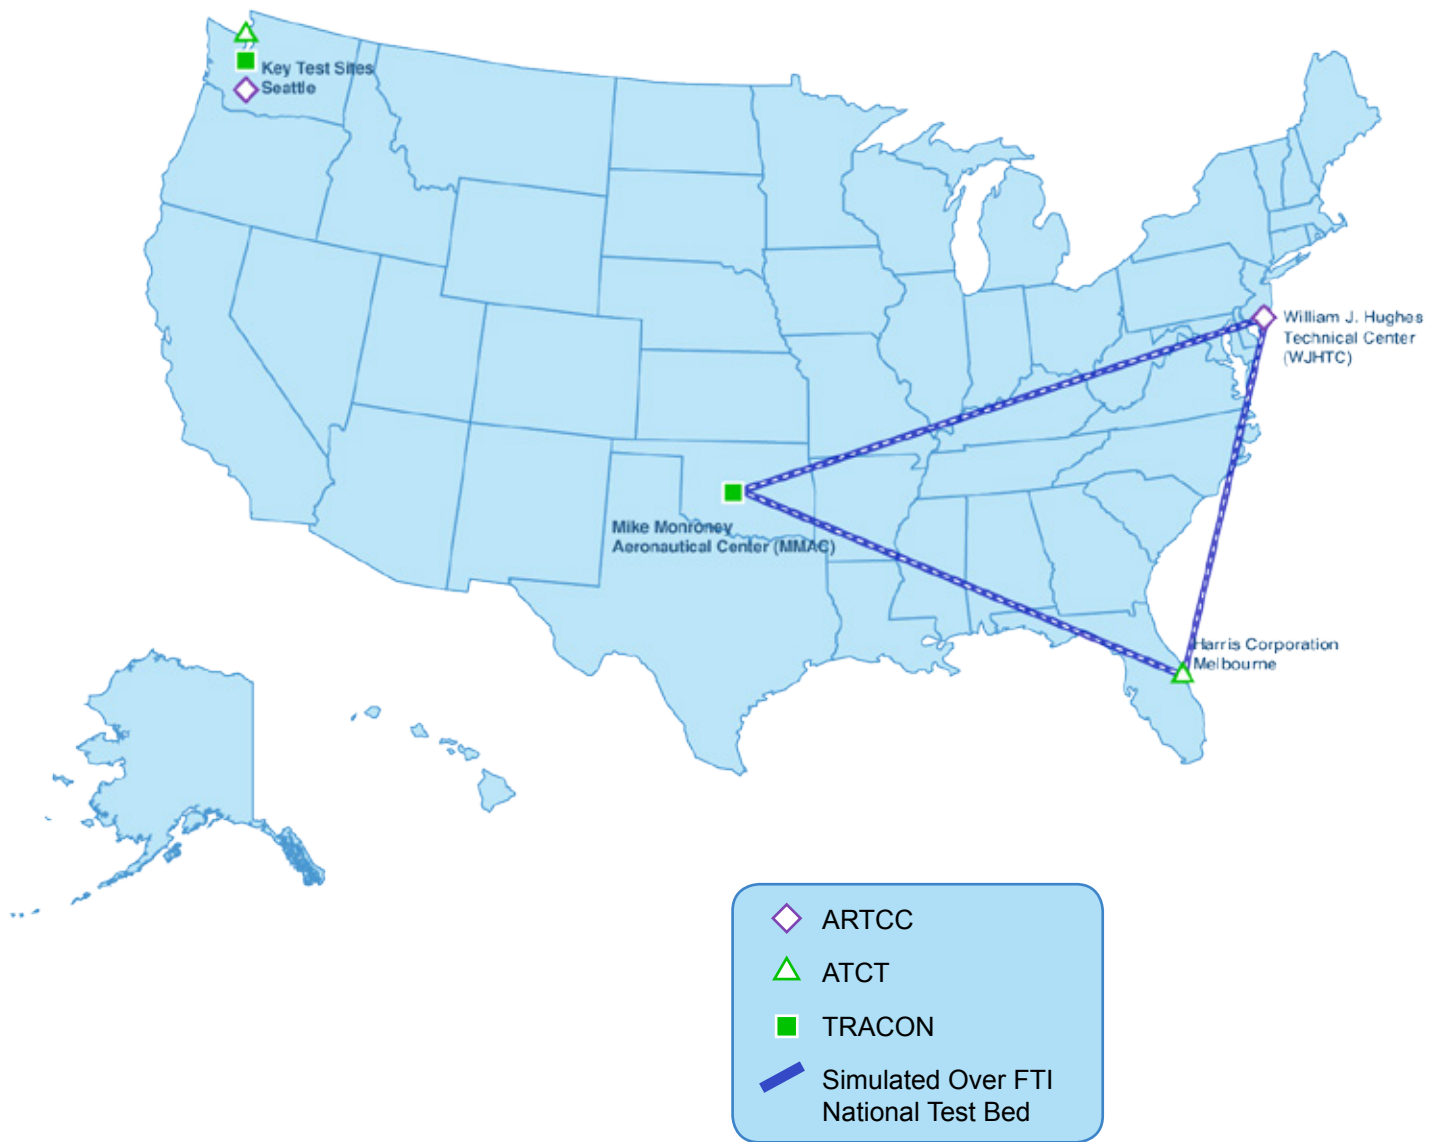 Key Test Sites
Seattle
William J. Hughes
Technical Center
(WJHTC)
Mike Monroney
Aeronautical Center (MMAC)
Harris Corporation
Melbourne
ARTCC
ATCT
TRACON
Simulated Over FTI
National Test Bed